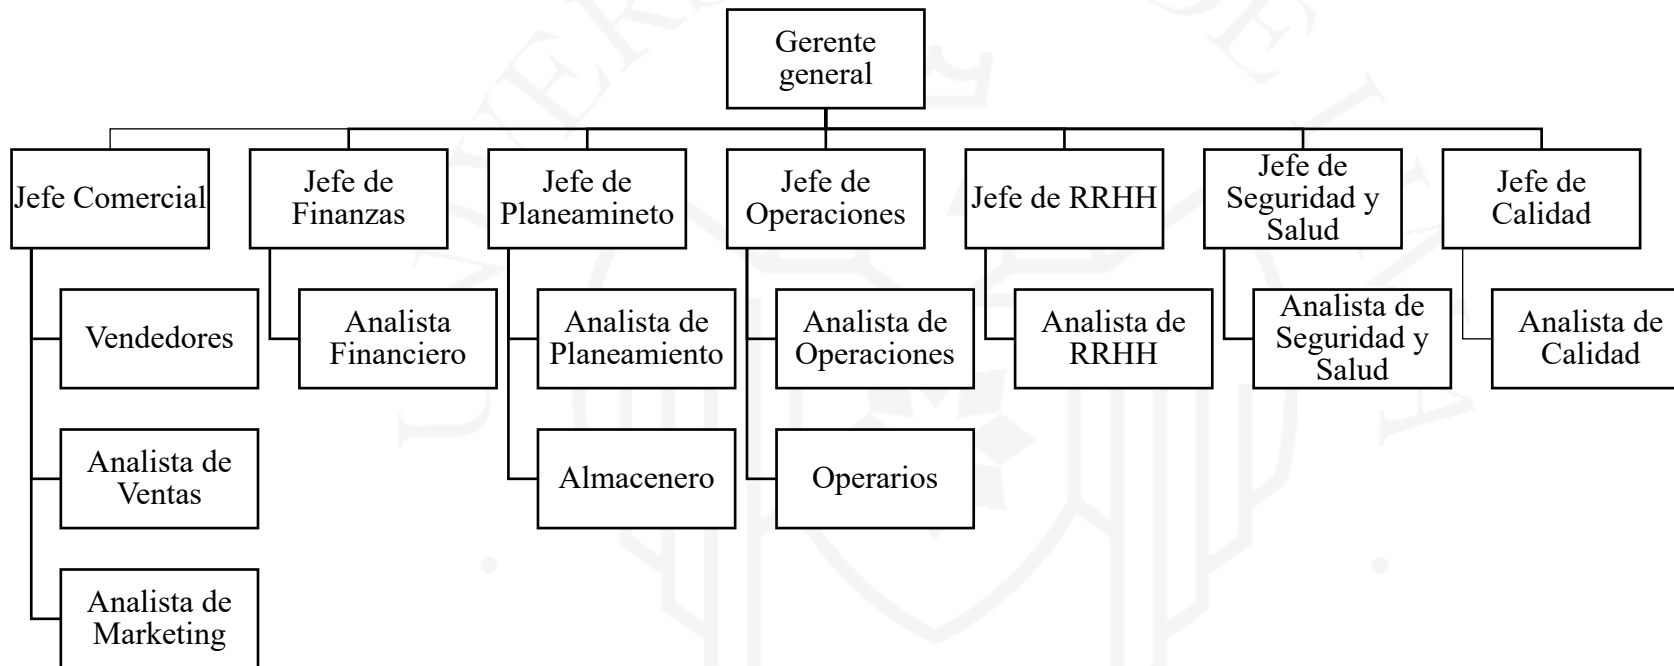 Gerente
general
Jefe Comercial
Jefe de
Finanzas
Jefe de
Planeamineto
Jefe de
Operaciones
Jefe de RRHH
Jefe de
Seguridad y
Salud
Jefe de
Calidad
Vendedores
Analista
Financiero
Analista de
Planeamiento
Analista de
Operaciones
Analista de
RRHH
Analista de
Seguridad y
Salud
Analista de
Calidad
Analista de
Ventas
Almacenero
Operarios
Analista de
Marketing